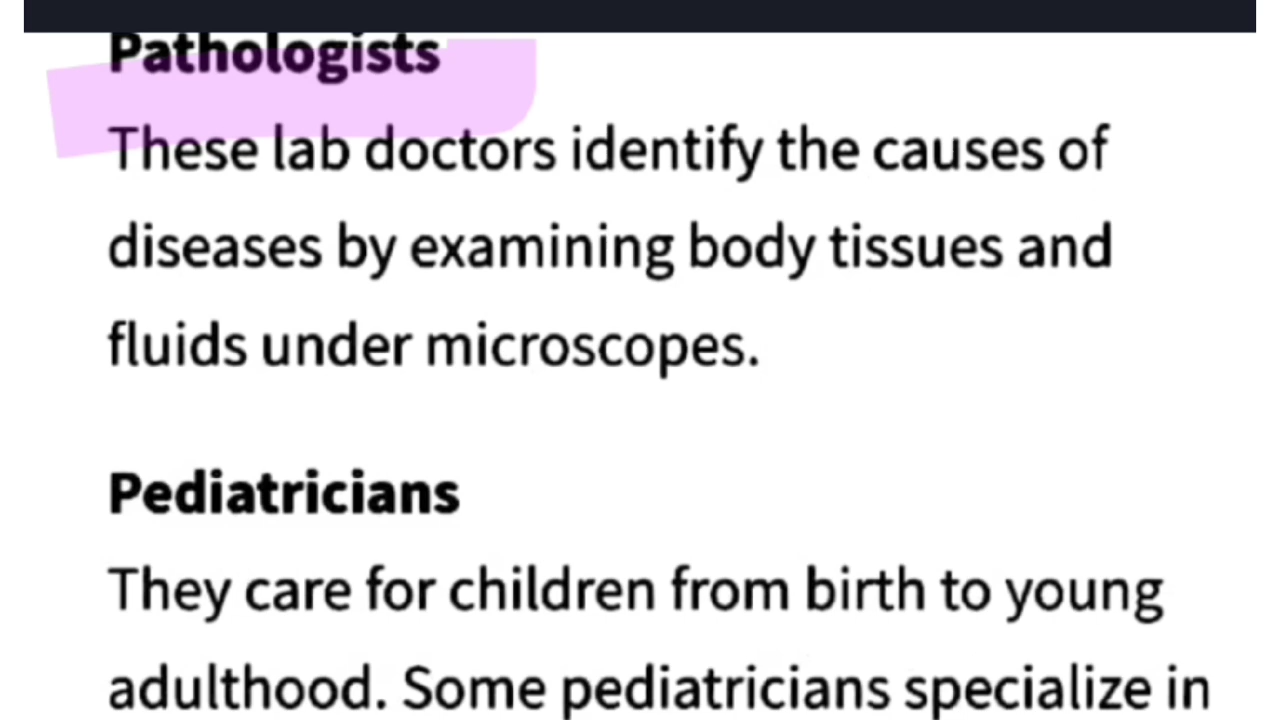 Pathologists
These lab doctors identify the causes of
diseases by examining body tissues and
fluids under microscopes.
Pediatricians
They care for children from birth to young
adulthood. Some pediatricians specialize in